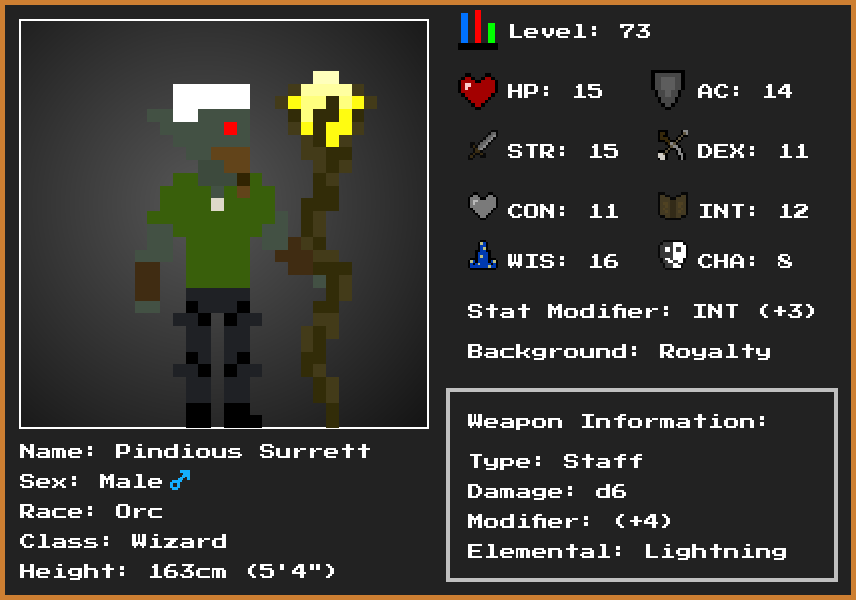 Level: 73
HP: 15
AC: 14
STR: 15
DEX: 11
CON: 11
INT: 12
WIS: 16
CHA: 8
Stat Modifier: INT (+3)
Background: Royalty
Weapon Information:
Type: Staff
Damage: d6
Modifier: (+4)
Elemental: Lightning
Name: Pindious Surrett
Sex: Male♂
Race: Orc
Class: Wizard
Height: 163cm (5'4")